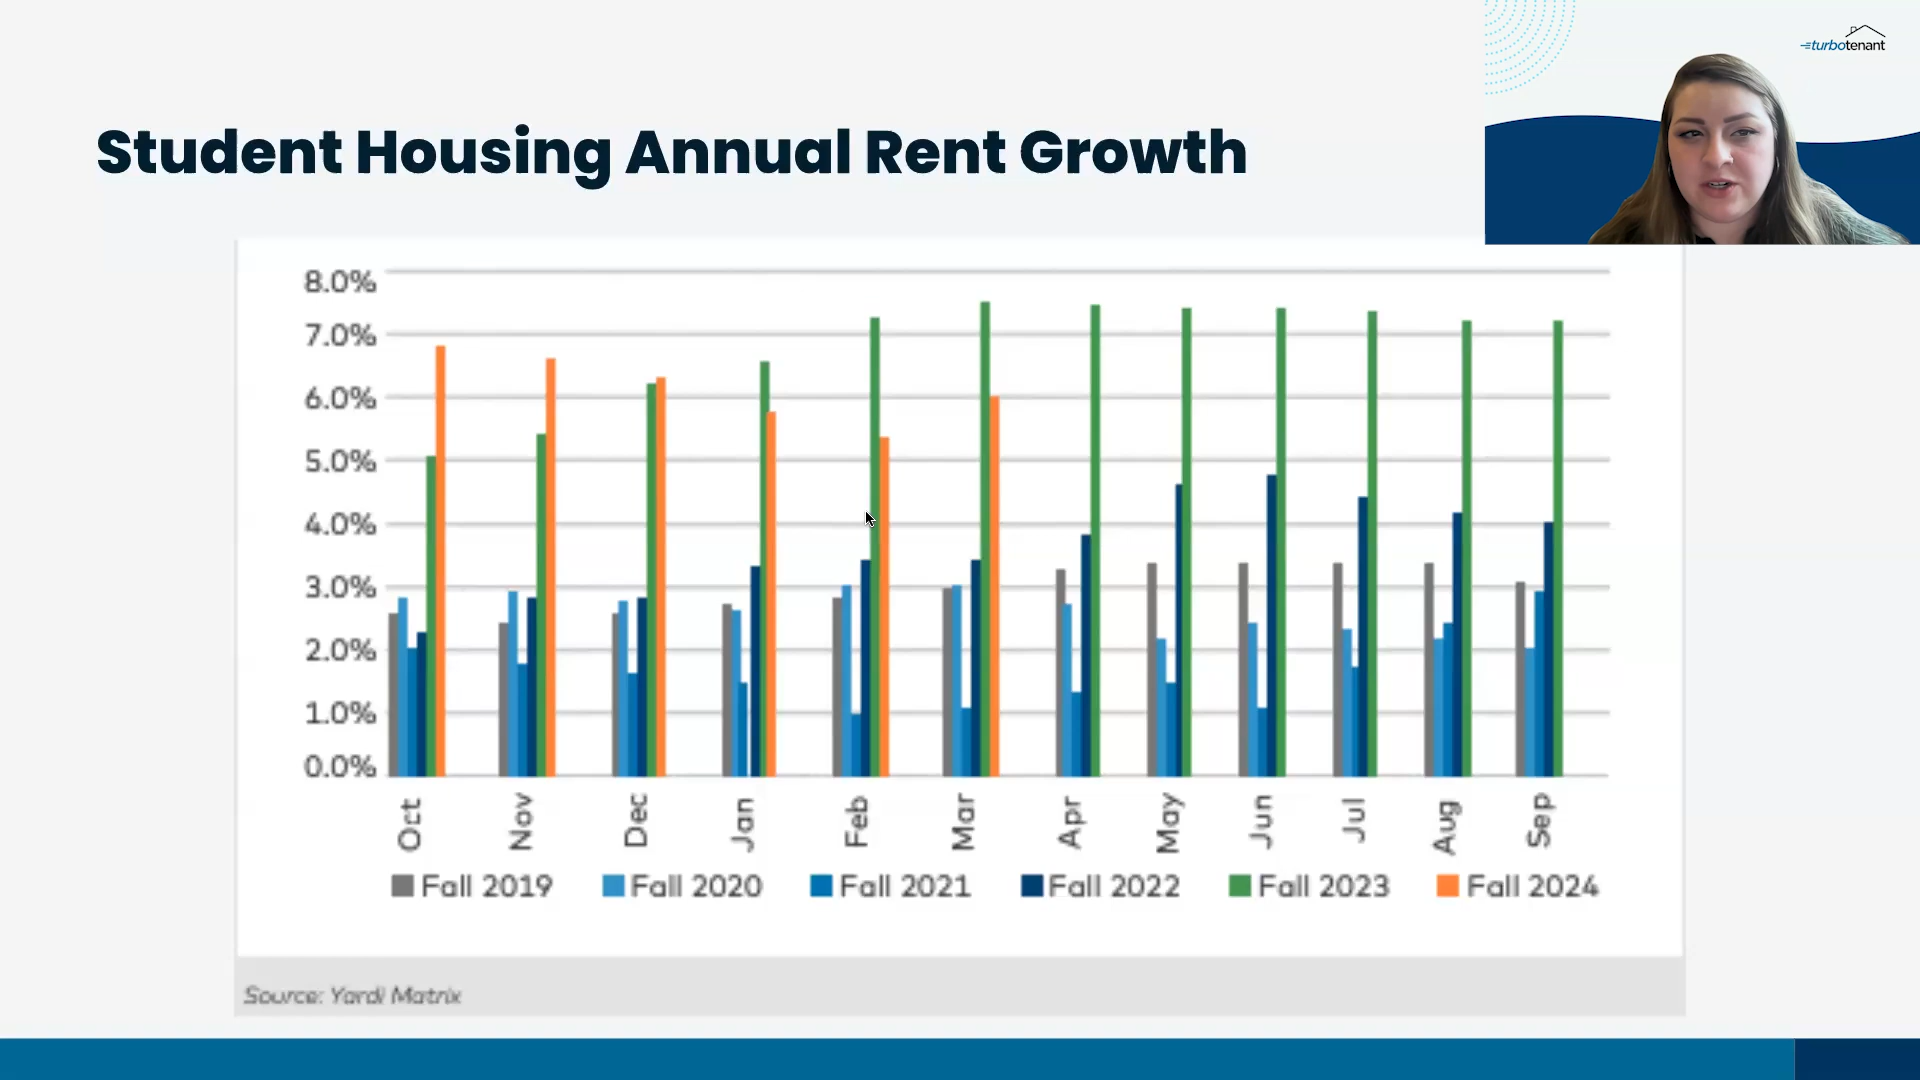 turbotenant
Student Housing Annual Rent Growth
8.0%
7.0%
6.0%
5.0%
4.0%
3.0%
2.0%
1.0%
0.0%
Oct Nov Dec Jan Feb Mar Apr May Jun Jul Aug Sep
Fall 2019 Fall 2020 Fall 2021 Fall 2022 Fall 2023 Fall 2024
Source: Yardi Matrix